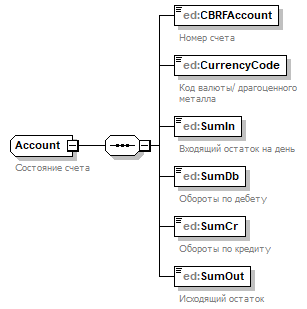 ed:CBRFAccount
Номер счета
ed:CurrencyCode
Код валюты/ драгоценного
металла
ed:SumIn
Входящий остаток на день
Account
Состояние счета
ed:SumDb
Обороты по дебету
ed:SumCr
Обороты по кредиту
ed:SumOut
Исходящий остаток